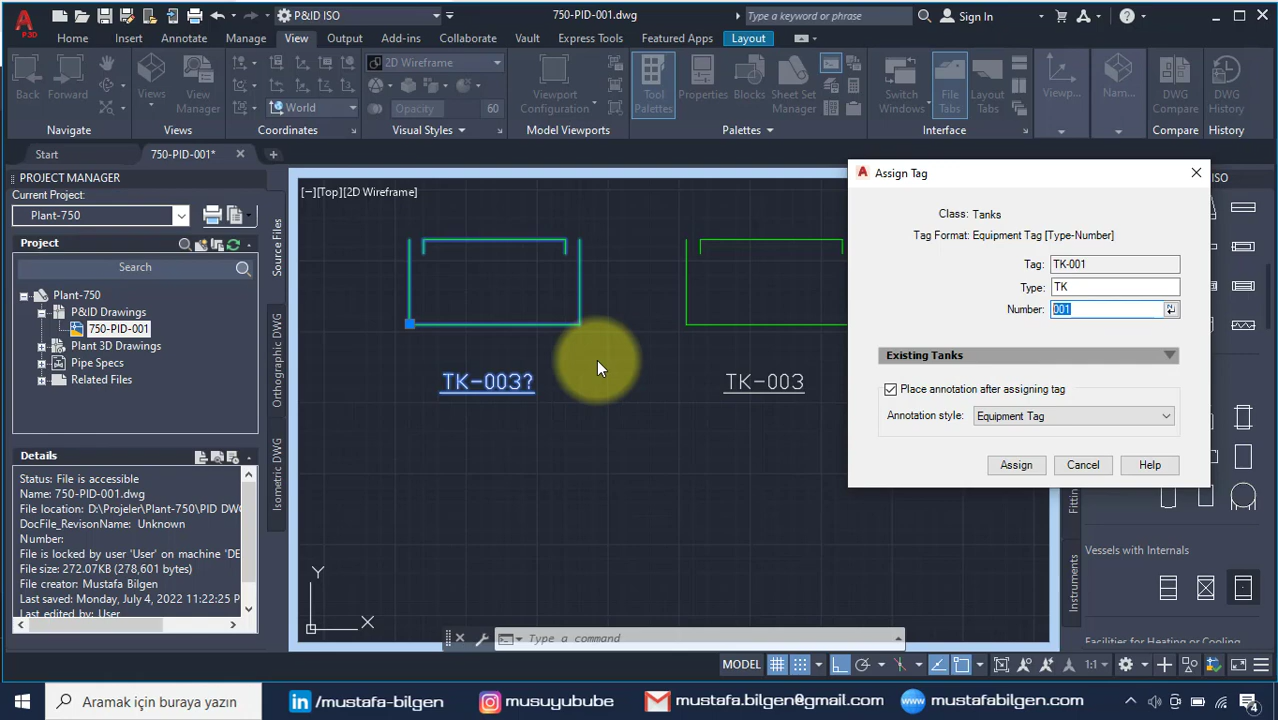 P&ID ISO
750-PID-001.dwg
Type a keyword or phrase
Sign In
P3D
Home
Insert
Annotate
Manage
View
Output
Add-ins
Collaborate
Vault
Express Tools
Featured Apps
Layout
2D Wireframe
World
Opacity
60
Back
Forward
Views
View
Manager
Viewport
Configuration
Tool
Palettes
Properties
Blocks
Sheet Set
Manager
Switch
Windows
File
Tabs
Layout
Tabs
Viewp...
Nam...
DWG
Compare
DWG
History
Navigate
Views
Coordinates
Visual Styles
Model Viewports
Palettes
Interface
Compare
History
Start
750-PID-001*
PROJECT MANAGER
Current Project:
Plant-750
Project
Search
Plant-750
P&ID Drawings
750-PID-001
Plant 3D Drawings
Pipe Specs
Related Files
Details
Status: File is accessible
Name: 750-PID-001.dwg
File location: D:\Projeler\Plant-750\PID DWG
DocFile_RevisonName: Unknown
Number:
File is locked by user 'User' on machine 'DE
File size: 272.07KB (278,601 bytes)
File creator: Mustafa Bilgen
Last saved: Monday, July 4, 2022 11:22:25 P
Last edited by: User
Source Files
Orthographic DWG
Isometric DWG
[−][Top][2D Wireframe]
TK-003?
TK-003
Y
X
Type a command
Assign Tag
Class: Tanks
Tag Format: Equipment Tag [Type-Number]
Tag: TK-001
Type: TK
Number: 001
Existing Tanks
Place annotation after assigning tag
Annotation style: Equipment Tag
Assign
Cancel
Help
ISO
Fitting
Instruments
Vessels with Internals
Facilities for Heating or Cooling
MODEL
1:1
Aramak için buraya yazın
/mustafa-bilgen
musuyubube
mustafa.bilgen@gmail.com
mustafabilgen.com
4